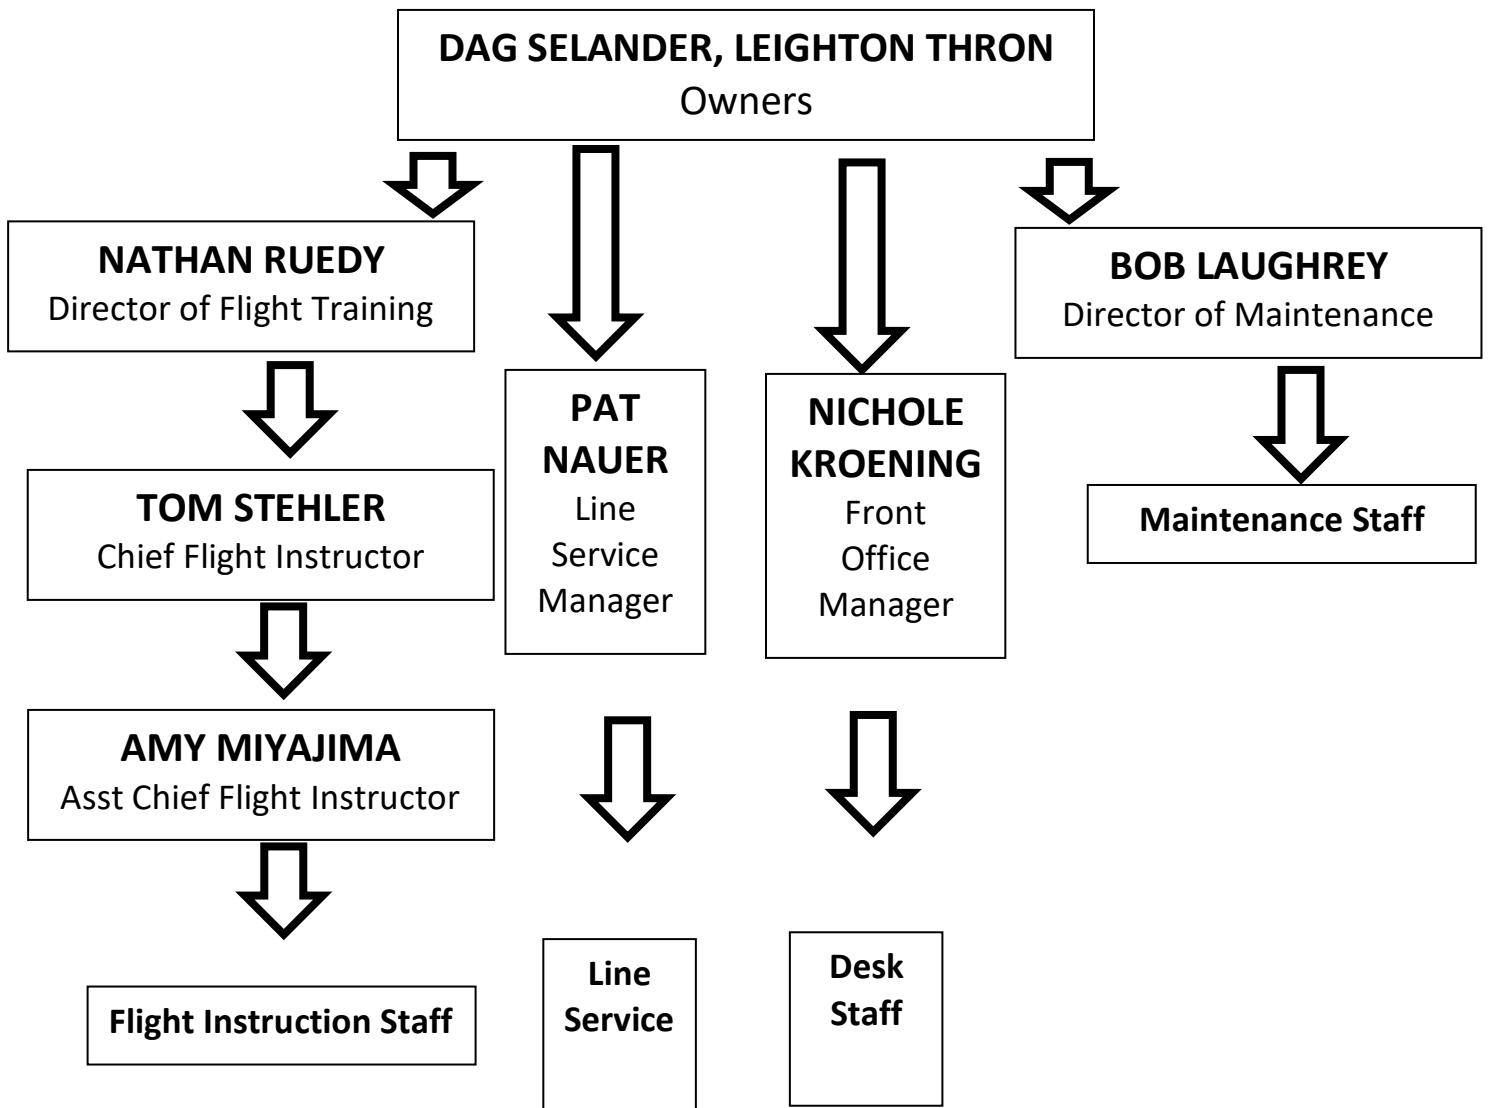 DAG SELANDER, LEIGHTON THRON
Owners
NATHAN RUEDY
Director of Flight Training
BOB LAUGHREY
Director of Maintenance
PAT
NAUER
Line
Service
Manager
NICHOLE
KROENING
Front
Office
Manager
TOM STEHLER
Chief Flight Instructor
Maintenance Staff
AMY MIYAJIMA
Asst Chief Flight Instructor
Flight Instruction Staff
Line
Service
Desk
Staff